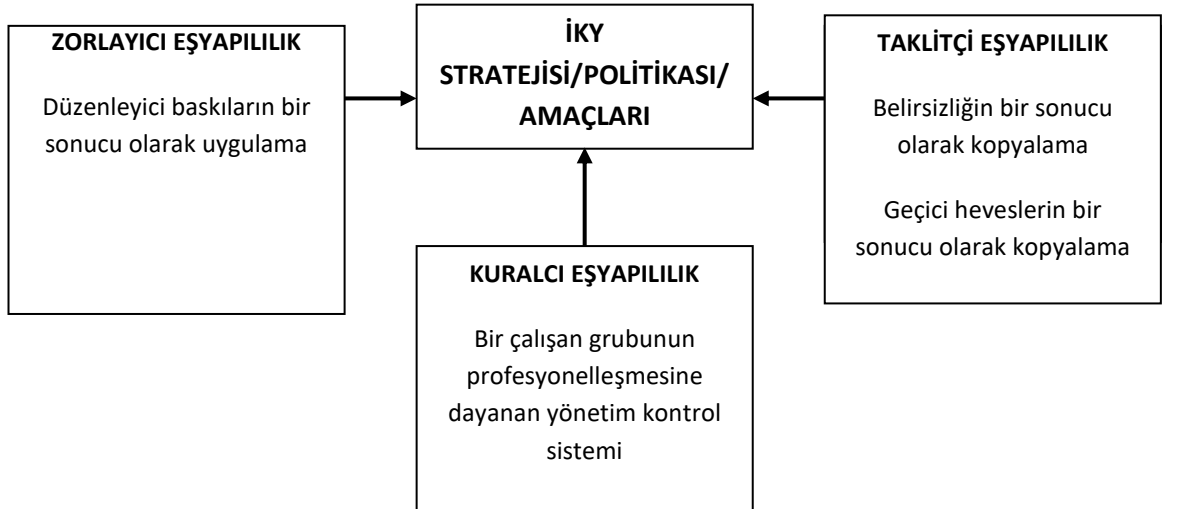 ZORLAYICI EŞYAPILILIK
Düzenleyici baskıların bir
sonucu olarak uygulama
İKY
STRATEJİSİ/POLİTİKASI/
AMAÇLARI
TAKLİTÇİ EŞYAPILILIK
Belirsizliğin bir sonucu
olarak kopyalama
Geçici heveslerin bir
sonucu olarak kopyalama
KURALCI EŞYAPILILIK
Bir çalışan grubunun
profesyonelleşmesine
dayanan yönetim kontrol
sistemi